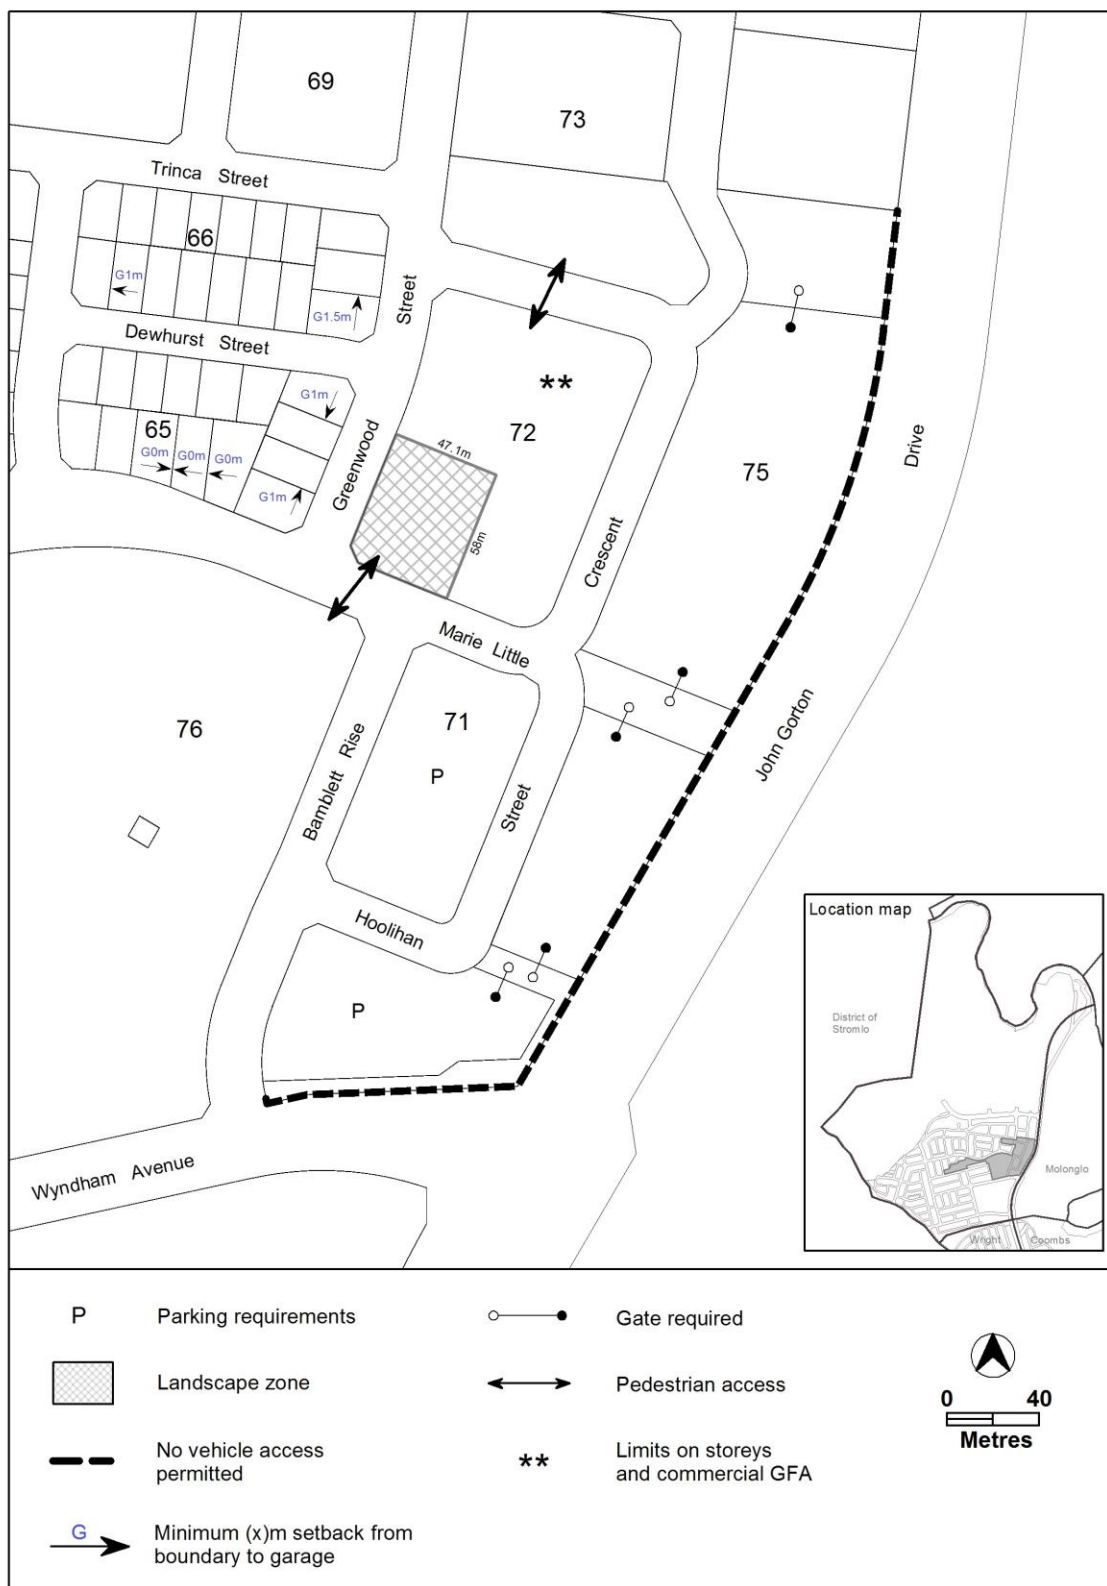 69
73
Trinca Street
66
G1m
G1.5m
Street
Dewhurst Street
**
G1m
72
65
G0m
G0m
G0m
47.1m
75
Drive
Greenwood
G1m
58m
Crescent
Marie Little
76
71
P
John Gorton
Bamblett Rise
Street
Hoolihan
P
Wyndham Avenue
Location map
District of
Stromlo
Molonglo
Wright
Coombs
P
Parking requirements
Gate required
Landscape zone
Pedestrian access
No vehicle access
permitted
**
Limits on storeys
and commercial GFA
G
Minimum (x)m setback from
boundary to garage
0 40
Metres